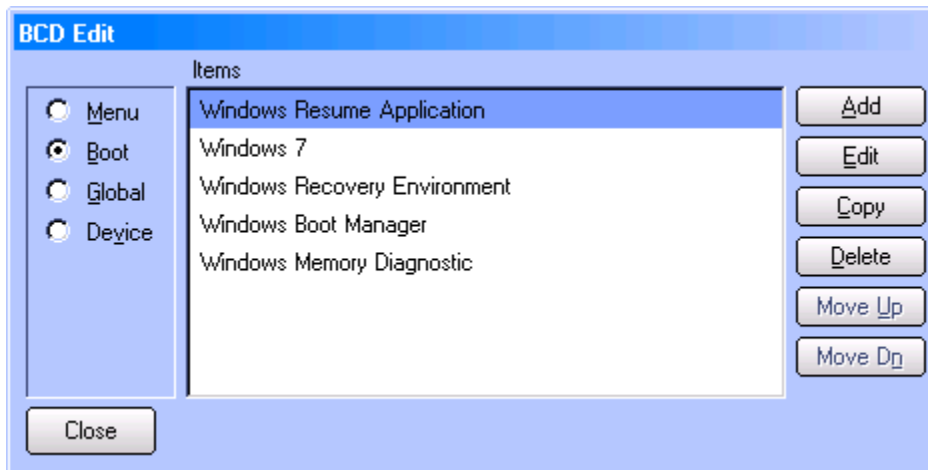 BCD Edit
Items
Menu
Boot
Global
Device
Windows Resume Application
Windows 7
Windows Recovery Environment
Windows Boot Manager
Windows Memory Diagnostic
Add
Edit
Copy
Delete
Move Up
Move Dn
Close